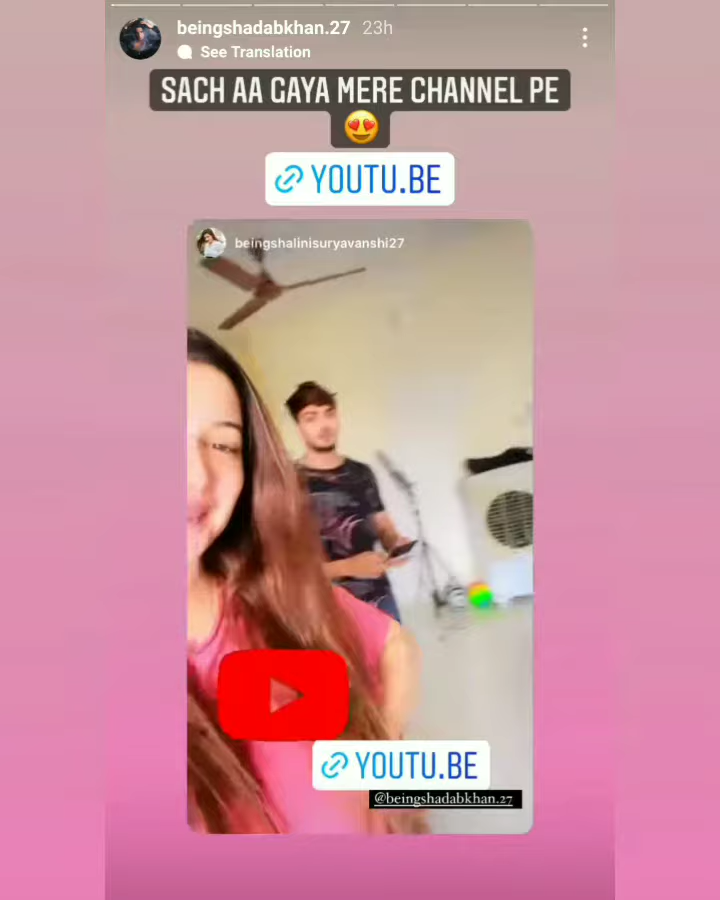 beingshadabkhan.27 23h
See Translation
SACH AA GAYA MERE CHANNEL PE
😍
YOUTU.BE
beingshalinisuryavanshi27
YOUTU.BE
@beingshadabkhan.27